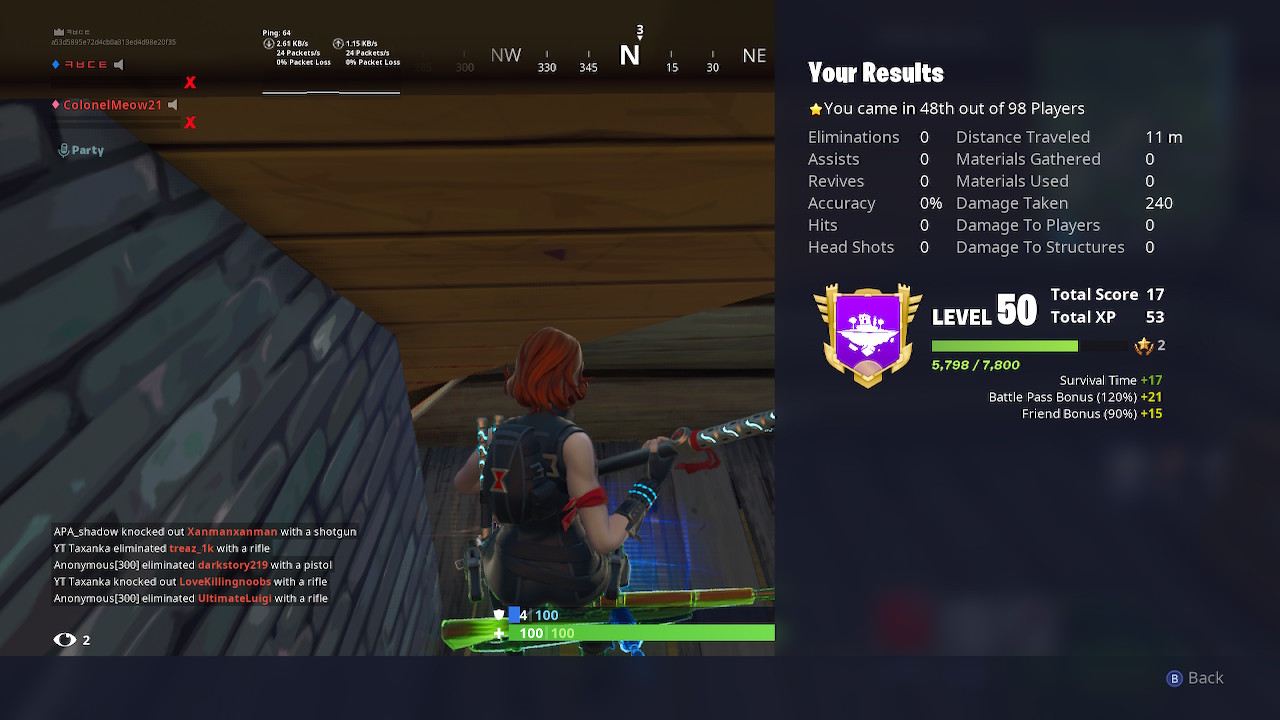 ㅋㅂㄷㅌ
Ping: 64
2.61 KB/s
24 Packets/s
0% Packet Loss
1.15 KB/s
24 Packets/s
0% Packet Loss
3
300 NW 330 345 N 15 30 NE
ㅋㅂㄷㅌ
X
ColonelMeow21
X
Party
APA_shadow knocked out Xanmanxanman with a shotgun
YT Taxanka eliminated treaz_1k with a rifle
Anonymous[300] eliminated darkstory219 with a pistol
YT Taxanka knocked out LoveKillingnoobs with a rifle
Anonymous[300] eliminated UltimateLuigi with a rifle
2
4 | 100
100 | 100
Your Results
You came in 48th out of 98 Players
Eliminations 0 Distance Traveled 11 m
Assists 0 Materials Gathered 0
Revives 0 Materials Used 0
Accuracy 0% Damage Taken 240
Hits 0 Damage To Players 0
Head Shots 0 Damage To Structures 0
LEVEL 50
Total Score 17
Total XP 53
2
5,798 / 7,800
Survival Time +17
Battle Pass Bonus (120%) +21
Friend Bonus (90%) +15
B Back